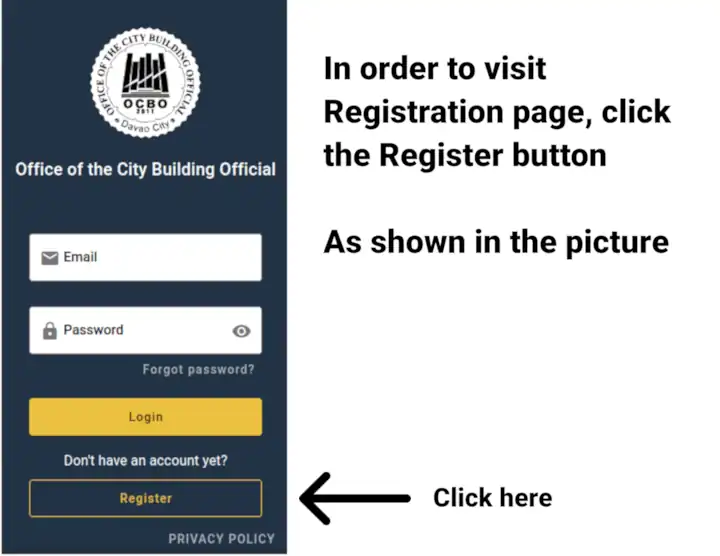 OFFICE OF THE CITY BUILDING OFFICIAL
OCBO
2011
Davao City
Office of the City Building Official
Email
Password
Forgot password?
Login
Don't have an account yet?
Register
PRIVACY POLICY
In order to visit
Registration page, click
the Register button
As shown in the picture
Click here